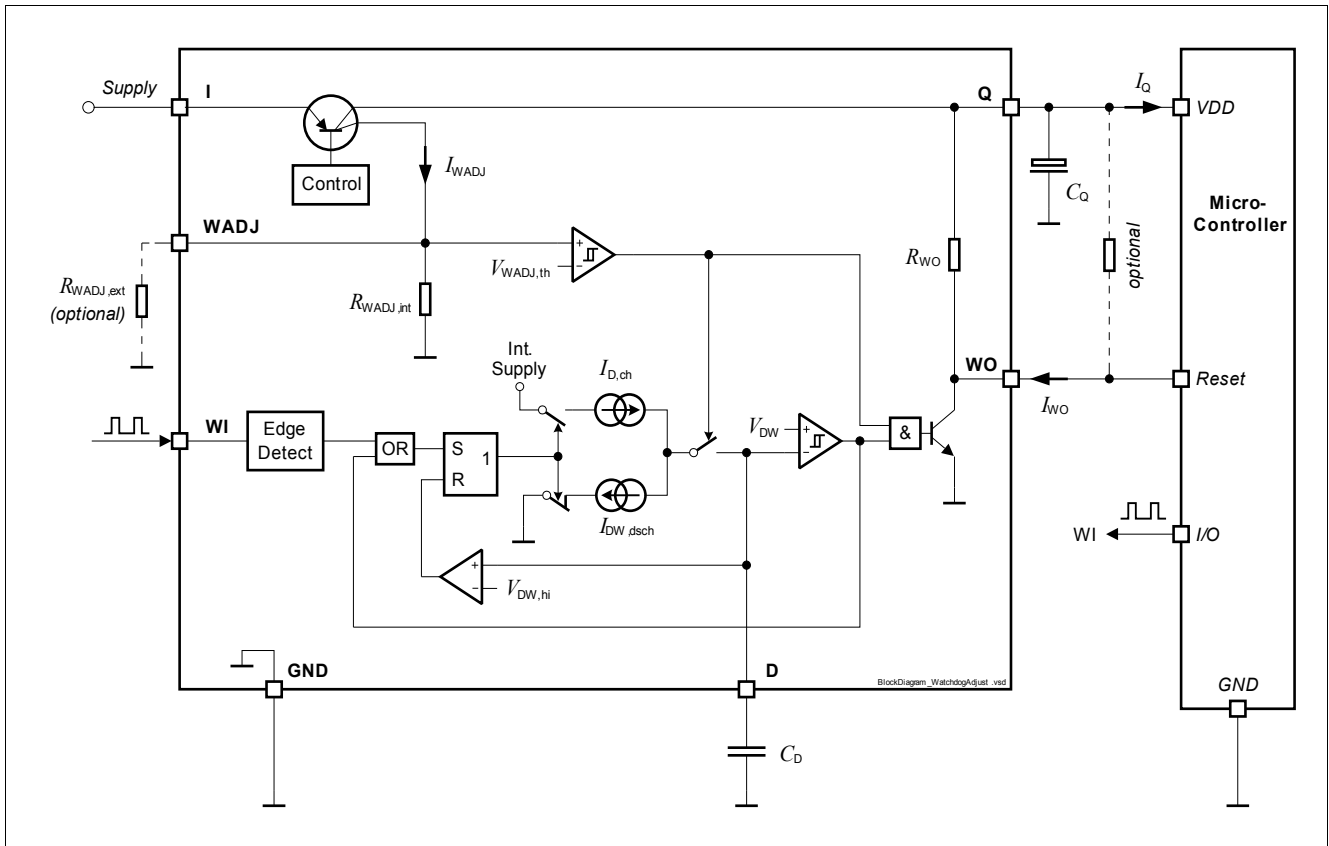 Supply
I
Q
I_Q
VDD
I_WADJ
Control
C_Q
Micro-
Controller
WADJ
R_WADJ,ext
(optional)
V_WADJ,th
+
−
R_WO
optional
R_WADJ,int
Int.
Supply
I_D,ch
WO
Reset
I_WO
WI
Edge
Detect
OR
S
R
1
V_DW
+
−
&
I_DW,dsch
WI
I/O
+
−
V_DW,hi
GND
D
BlockDiagram_WatchdogAdjust .vsd
GND
C_D